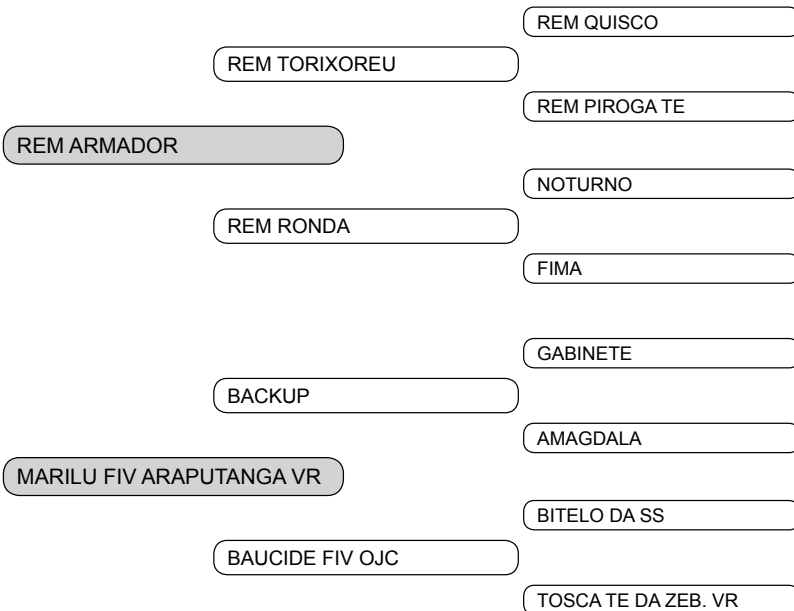 REM QUISCO
REM TORIXOREU
REM PIROGA TE
REM ARMADOR
NOTURNO
REM RONDA
FIMA
GABINETE
BACKUP
AMAGDALA
MARILU FIV ARAPUTANGA VR
BITELO DA SS
BAUCIDE FIV OJC
TOSCA TE DA ZEB. VR